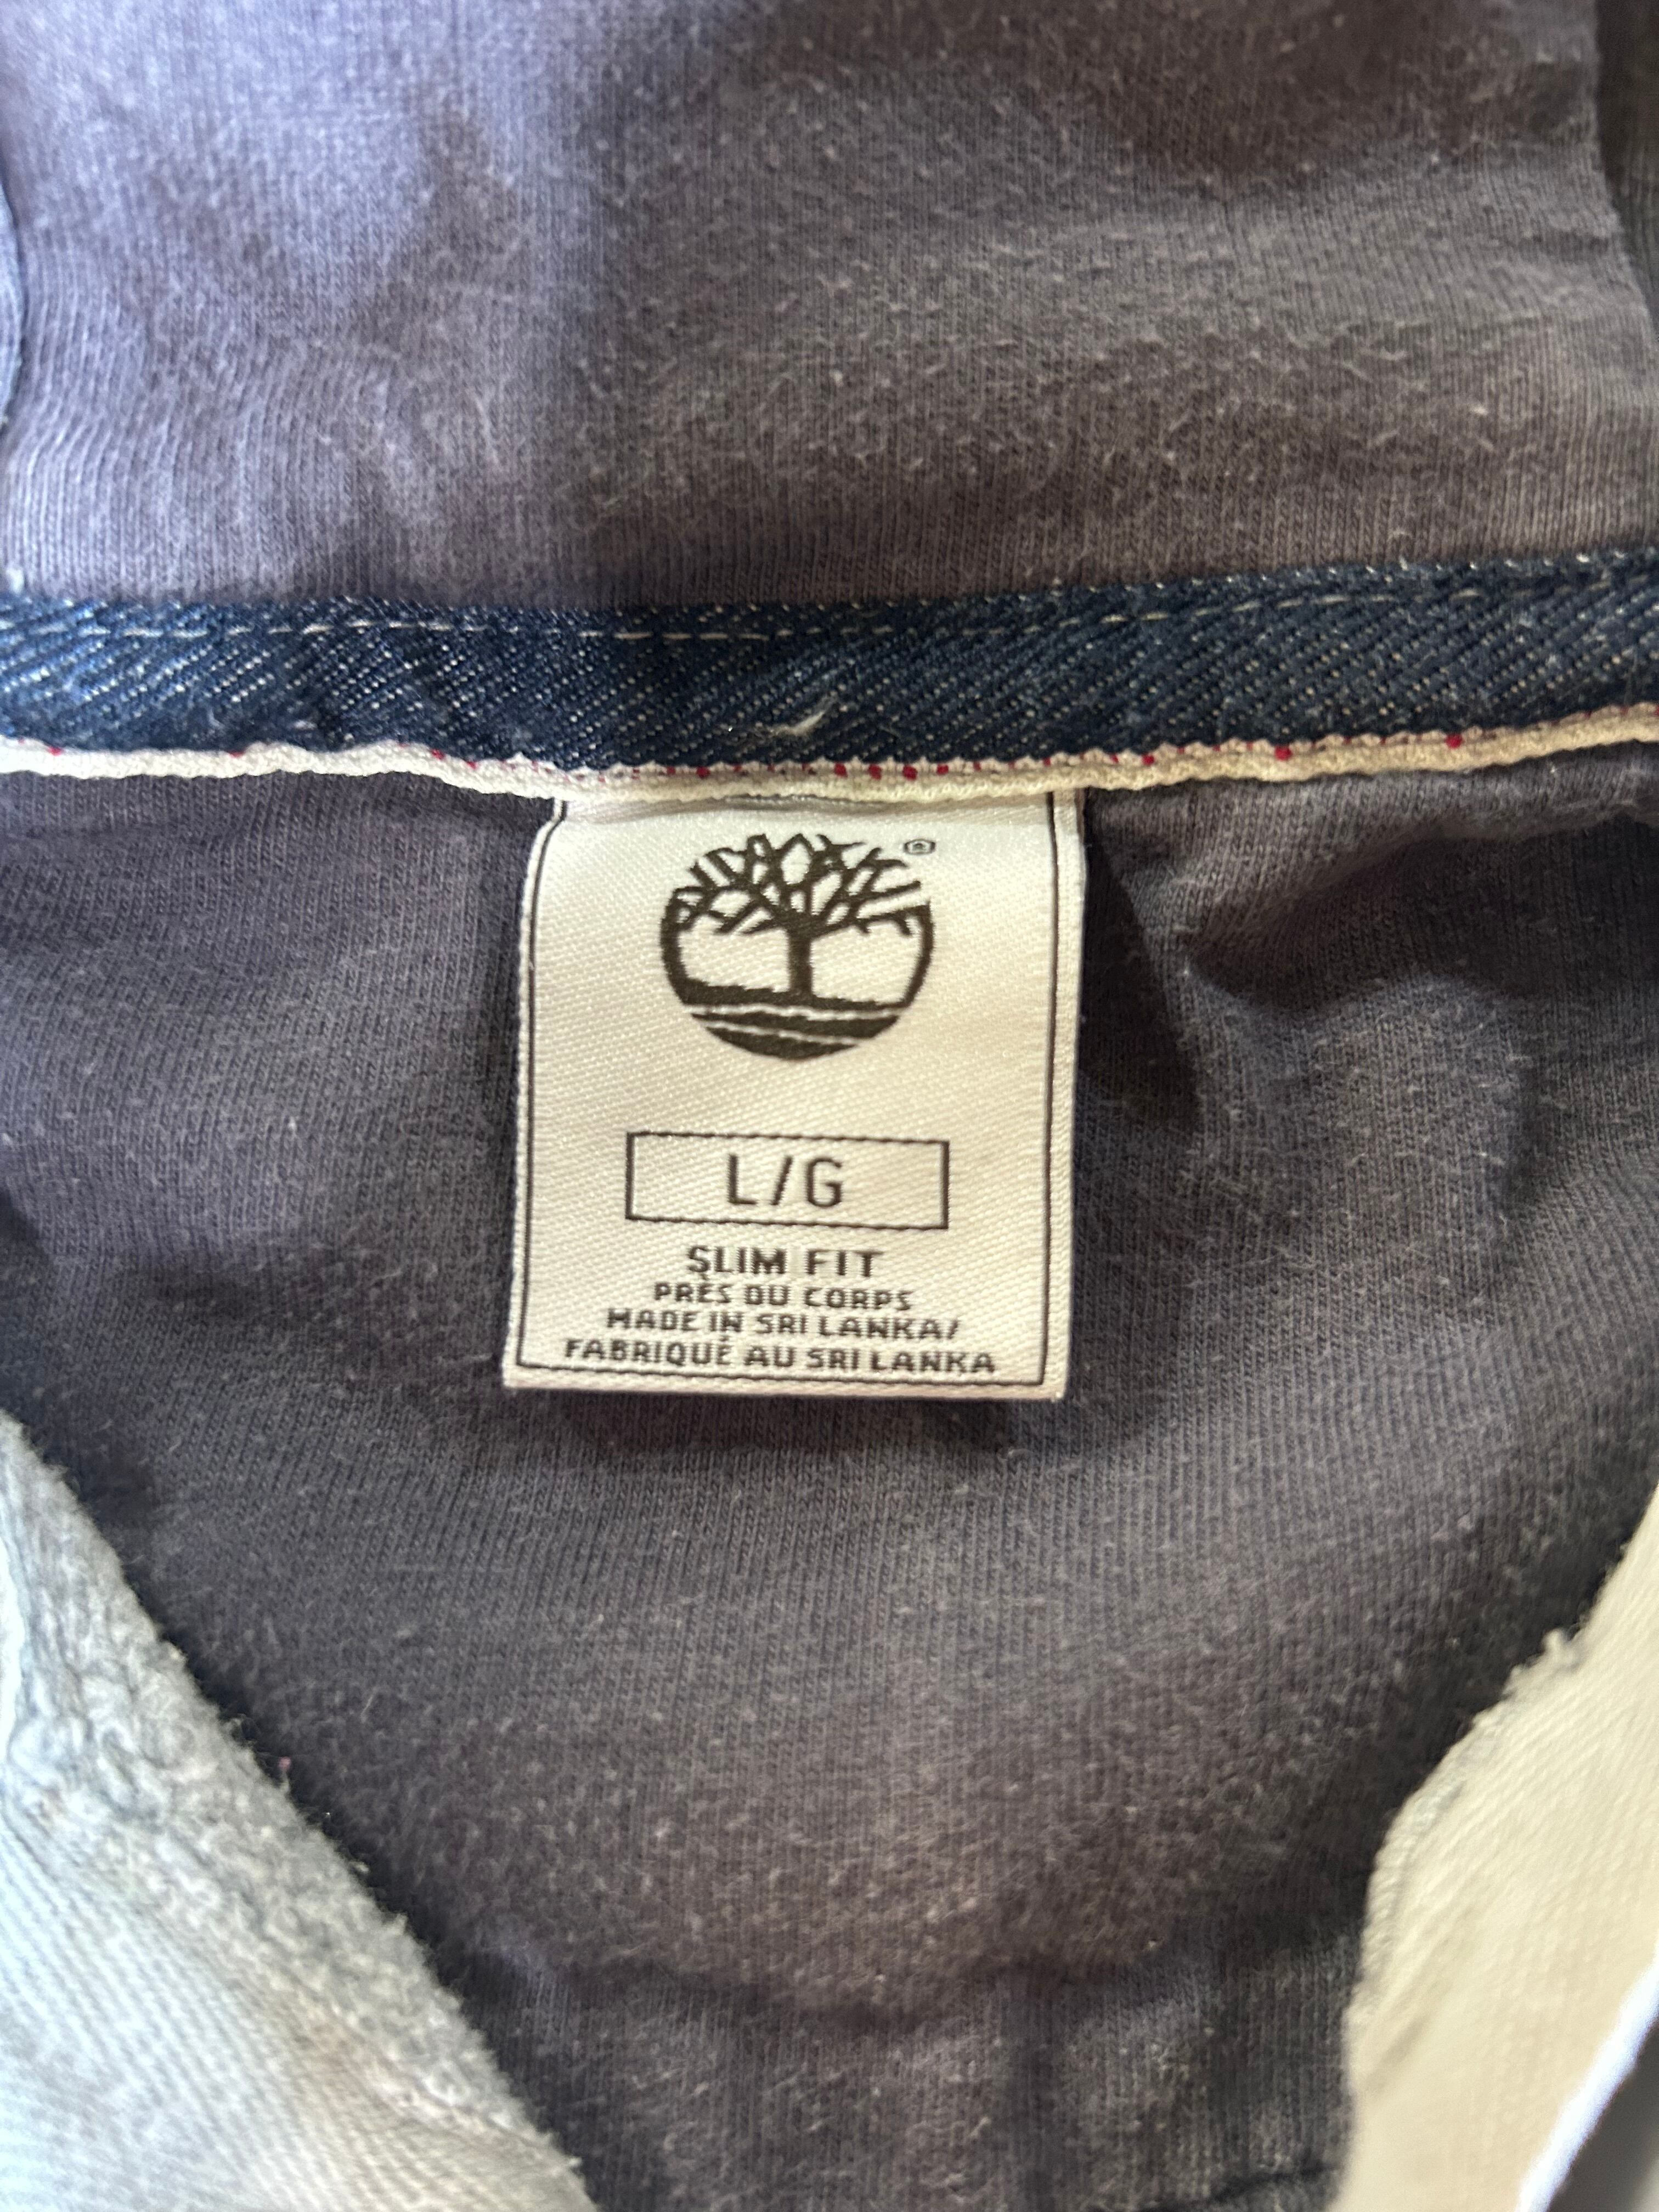 L/G
SLIM FIT
PRÈS DU CORPS
MADE IN SRI LANKA/
FABRIQUÉ AU SRI LANKA